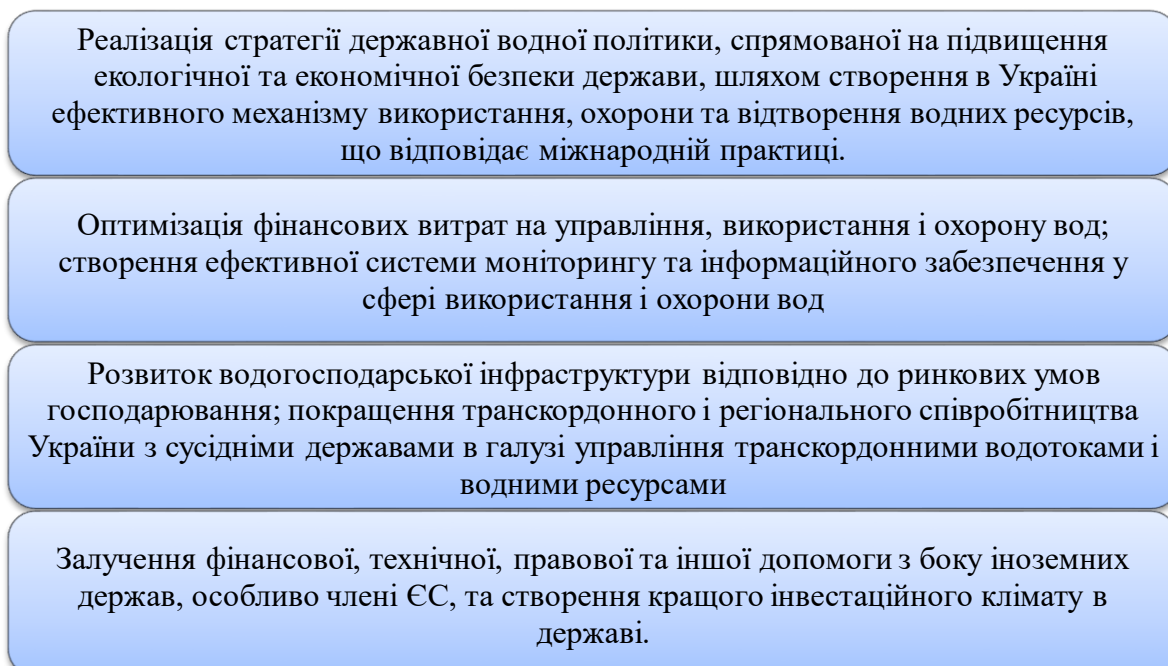 Реалізація стратегії державної водної політики, спрямованої на підвищення
екологічної та економічної безпеки держави, шляхом створення в Україні
ефективного механізму використання, охорони та відтворення водних ресурсів,
що відповідає міжнародній практиці.
Оптимізація фінансових витрат на управління, використання і охорону вод;
створення ефективної системи моніторингу та інформаційного забезпечення у
сфері використання і охорони вод
Розвиток водогосподарської інфраструктури відповідно до ринкових умов
господарювання; покращення транскордонного і регіонального співробітництва
України з сусідніми державами в галузі управління транскордонними водотоками і
водними ресурсами
Залучення фінансової, технічної, правової та іншої допомоги з боку іноземних
держав, особливо члені ЄС, та створення кращого інвестаційного клімату в
державі.